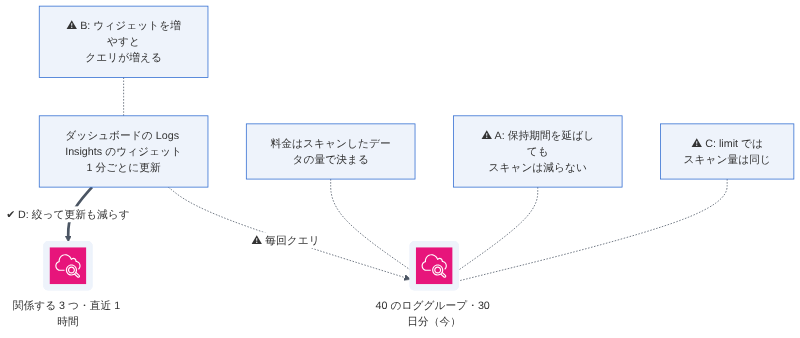 ⚠ B: ウィジェットを増
やすと
クエリが増える
ダッシュボードの Logs
Insights のウィジェット
1 分ごとに更新
料金はスキャンしたデー
タの量で決まる
⚠ A: 保持期間を延ばし
ても
スキャンは減らない
⚠ C: limit では
スキャン量は同じ
✔ D: 絞って更新も減らす
⚠ 毎回クエリ
関係する 3 つ・直近 1
時間
40 のロググループ・30
日分（今）